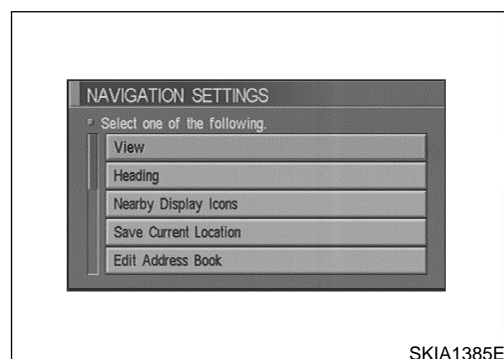 NAVIGATION SETTINGS
Select one of the following.
View
Heading
Nearby Display Icons
Save Current Location
Edit Address Book
SKIA1385E